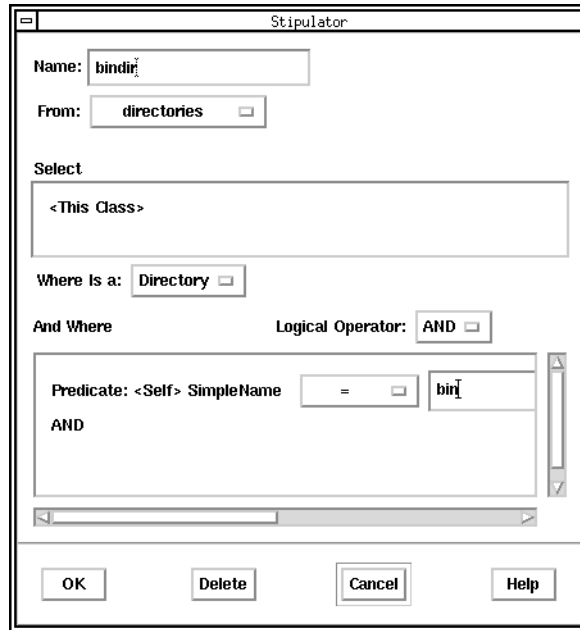 Stipulator
Name: bindir
From: directories
Select
<This Class>
Where Is a: Directory
And Where Logical Operator: AND
Predicate: <Self> SimpleName = bin
AND
OK Delete Cancel Help